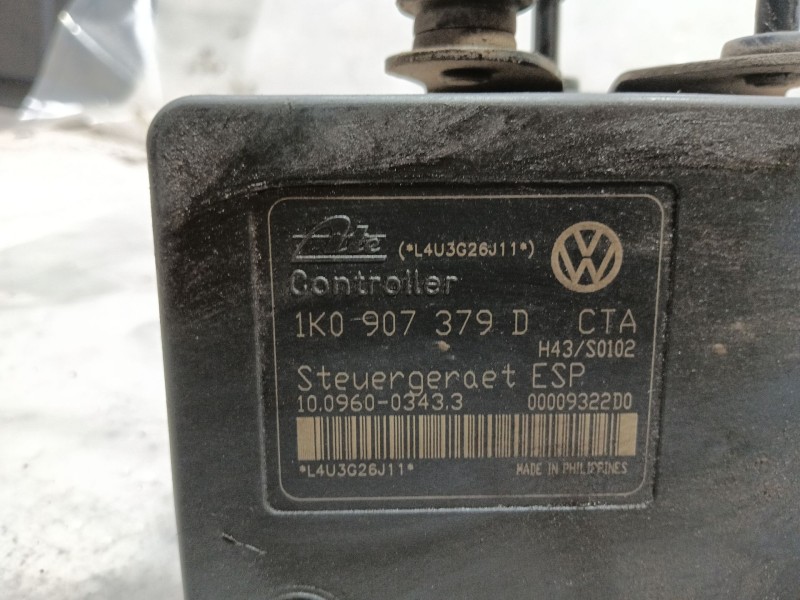 Ate (*L4U3G26J11*)
Controller
1K0 907 379 D CTA
H43/S0102
Steuergeraet ESP
10.0960-0343.3 00009322D0
*L4U3G26J11* MADE IN PHILIPPINES